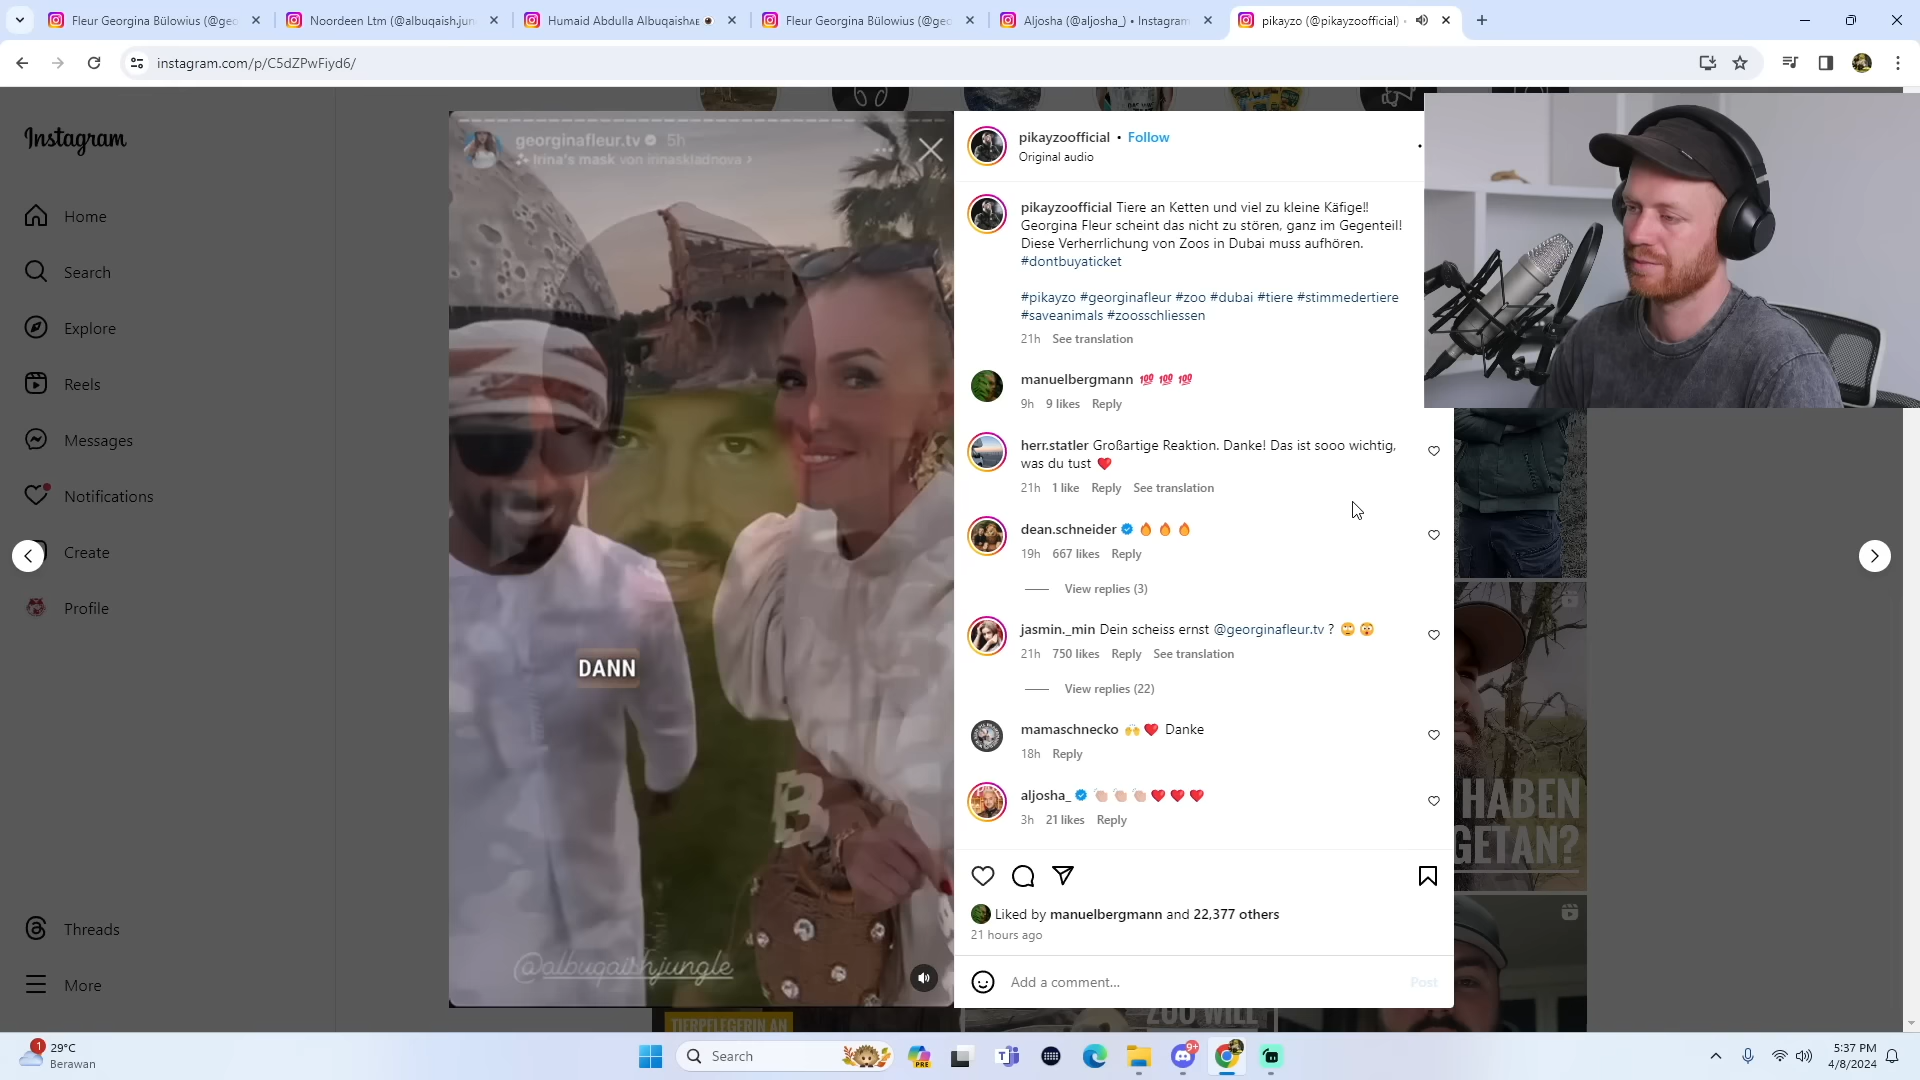 Fleur Georgina Bülowius (@geo
Noordeen Ltm (@albuqaish.jun
Humaid Abdulla Albuqaish
Fleur Georgina Bülowius (@geo
Aljosha (@aljosha_) • Instagram
pikayzo (@pikayzoofficial) •
instagram.com/p/C5dZPwFiyd6/
Instagram
Home
Search
Explore
Reels
Messages
Notifications
Create
Profile
Threads
More
georginafleur.tv 5h
Irina's mask von irinaskladnova >
DANN
@albuqaishjungle
pikayzoofficial • Follow
Original audio
pikayzoofficial Tiere an Ketten und viel zu kleine Käfige!!
Georgina Fleur scheint das nicht zu stören, ganz im Gegenteil!
Diese Verherrlichung von Zoos in Dubai muss aufhören.
#dontbuyaticket
#pikayzo #georginafleur #zoo #dubai #tiere #stimmedertiere
#saveanimals #zoosschliessen
21h See translation
manuelbergmann 💯 💯 💯
9h 9 likes Reply
herr.statler Großartige Reaktion. Danke! Das ist sooo wichtig,
was du tust ❤️
21h 1 like Reply See translation
dean.schneider 🔥 🔥 🔥
19h 667 likes Reply
View replies (3)
jasmin._min Dein scheiss ernst @georginafleur.tv ? 🙄 😲
21h 750 likes Reply See translation
View replies (22)
mamaschnecko 🙌 ❤️ Danke
18h Reply
aljosha_ 👏🏻 👏🏻 👏🏻 ❤️ ❤️ ❤️
3h 21 likes Reply
Liked by manuelbergmann and 22,377 others
21 hours ago
Add a comment...
Post
HABEN
GETAN?
TIERPFLEGERIN AN
ZOO WILL
1
29°C
Berawan
Search
PRE
9+
5:37 PM
4/8/2024